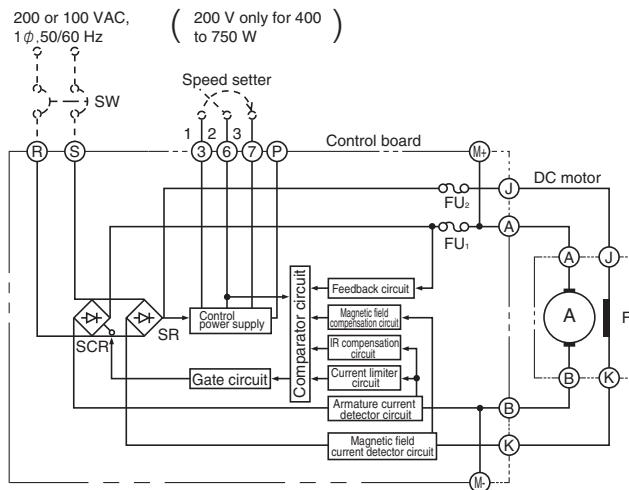 200 or 100 VAC,
1φ,50/60 Hz
( 200 V only for 400
to 750 W )
SW
Speed setter
1 2 3
R S 3 6 7 P
Control board
M+
FU2
J
DC motor
FU1
A
A J
Feedback circuit
Magnetic field
compensation circuit
IR compensation
circuit
Current limiter
circuit
Armature current
detector circuit
Magnetic field
current detector circuit
Comparator circuit
Control
power supply
SR
SCR
Gate circuit
A
F
B K
B
K
M-